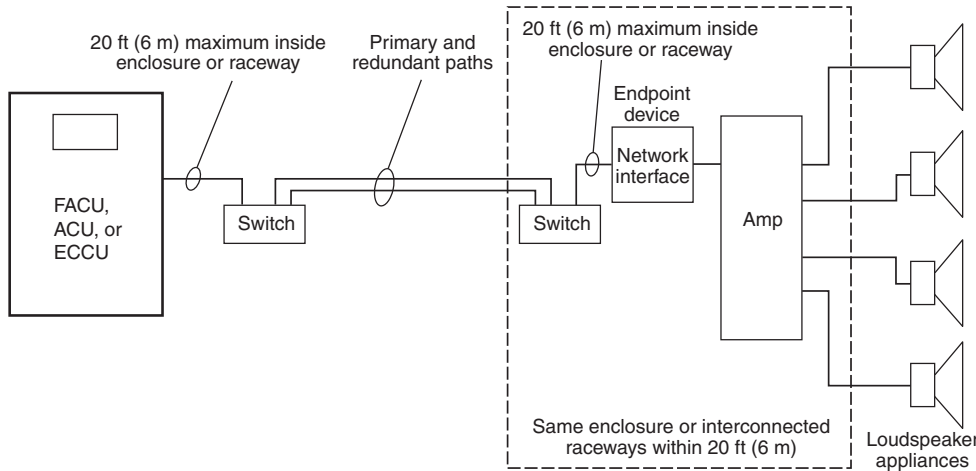 20 ft (6 m) maximum inside
enclosure or raceway
Primary and
redundant paths
20 ft (6 m) maximum inside
enclosure or raceway
Endpoint
device
Network
interface
FACU,
ACU, or
ECCU
Switch
Switch
Amp
Same enclosure or interconnected
raceways within 20 ft (6 m)
Loudspeaker
appliances